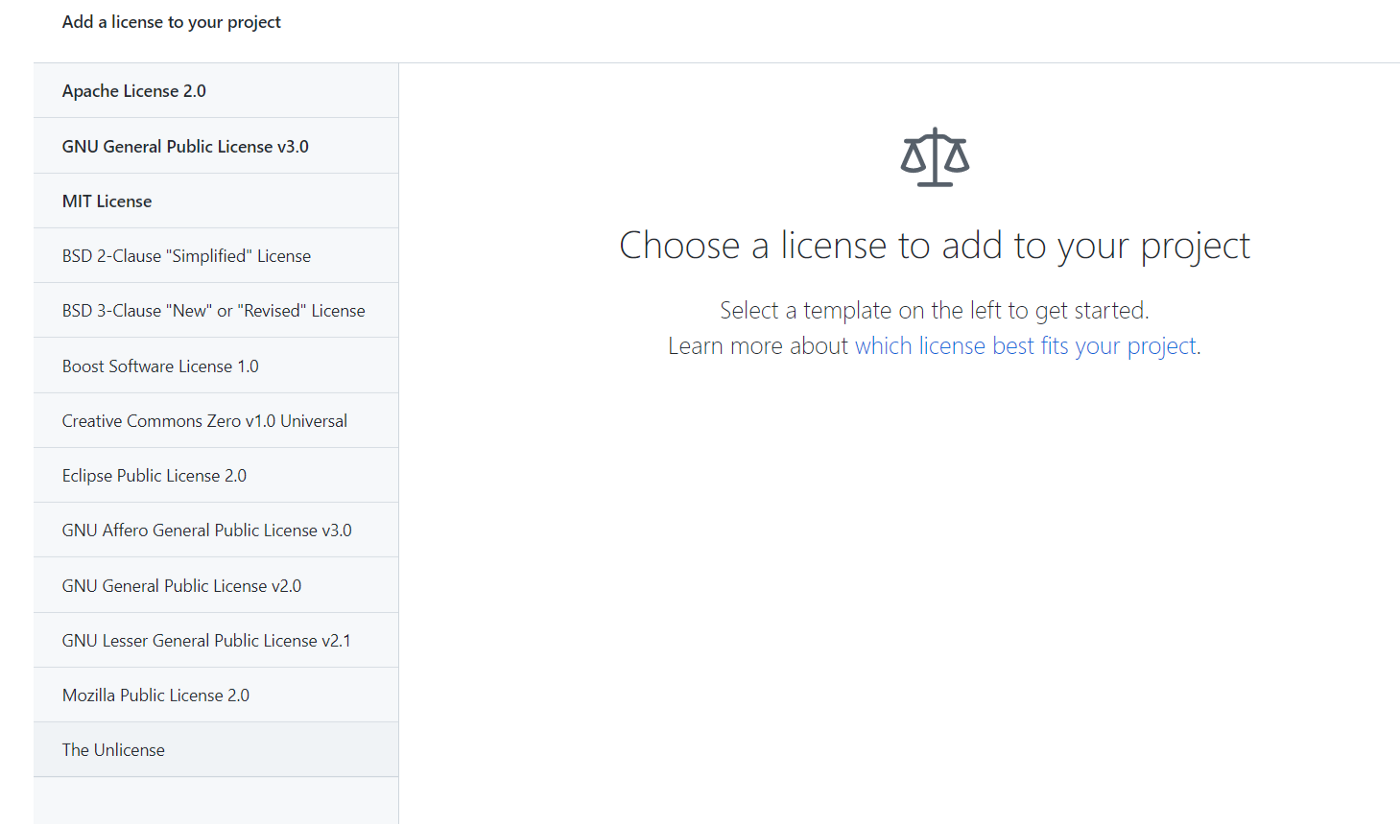 Add a license to your project
Apache License 2.0
GNU General Public License v3.0
MIT License
BSD 2-Clause "Simplified" License
BSD 3-Clause "New" or "Revised" License
Boost Software License 1.0
Creative Commons Zero v1.0 Universal
Eclipse Public License 2.0
GNU Affero General Public License v3.0
GNU General Public License v2.0
GNU Lesser General Public License v2.1
Mozilla Public License 2.0
The Unlicense
Choose a license to add to your project
Select a template on the left to get started.
Learn more about which license best fits your project.